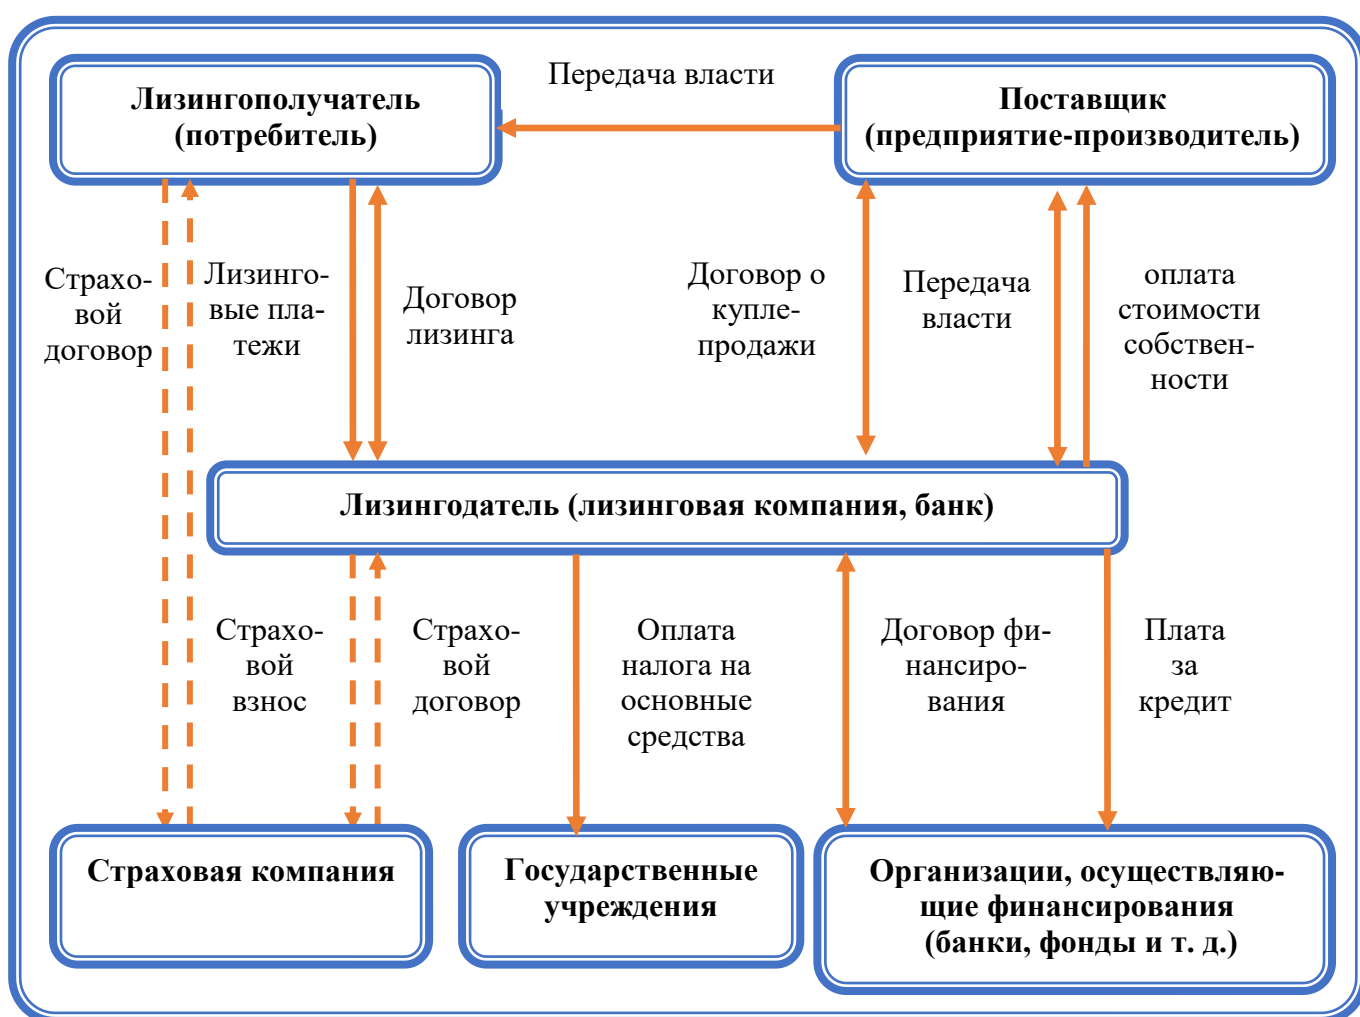 Передача власти
Лизингополучатель
(потребитель)
Поставщик
(предприятие-производитель)
Страхо-
вой
договор
Лизинго-
вые пла-
тежи
Договор
лизинга
Договор о
купле-
продажи
Передача
власти
оплата
стоимости
собствен-
ности
Лизингодатель (лизинговая компания, банк)
Страхо-
вой
взнос
Страхо-
вой
договор
Оплата
налога на
основные
средства
Договор фи-
нансиро-
вания
Плата
за
кредит
Страховая компания
Государственные
учреждения
Организации, осуществляю-
щие финансирования
(банки, фонды и т. д.)